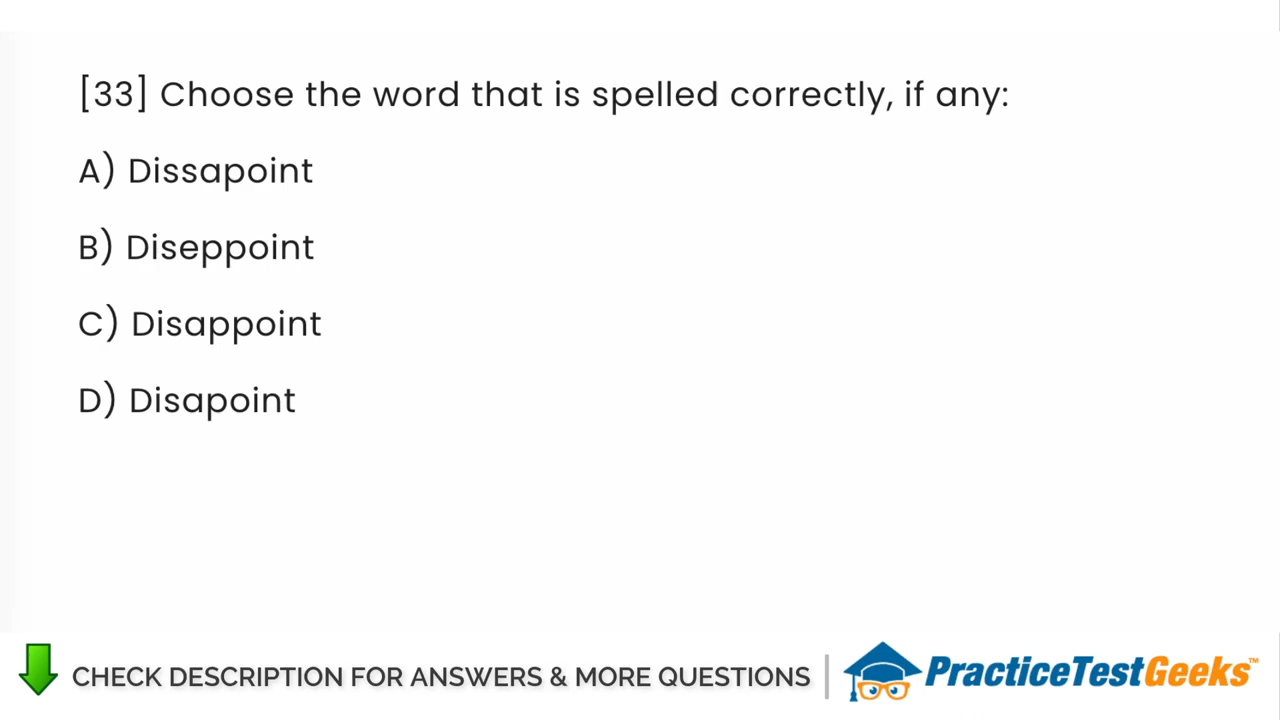 [33] Choose the word that is spelled correctly, if any:
A) Dissapoint
B) Diseppoint
C) Disappoint
D) Disapoint
CHECK DESCRIPTION FOR ANSWERS & MORE QUESTIONS | PracticeTestGeeks™